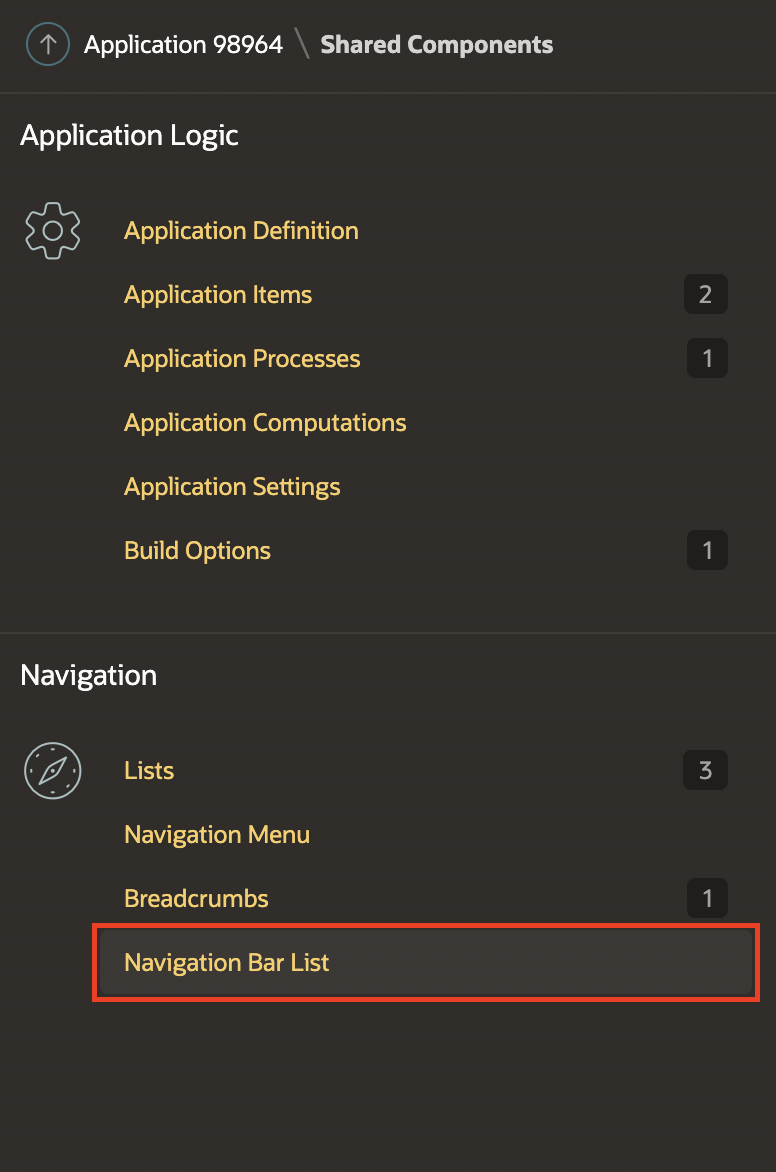 Application 98964 \ Shared Components
Application Logic
Application Definition
Application Items 2
Application Processes 1
Application Computations
Application Settings
Build Options 1
Navigation
Lists 3
Navigation Menu
Breadcrumbs 1
Navigation Bar List